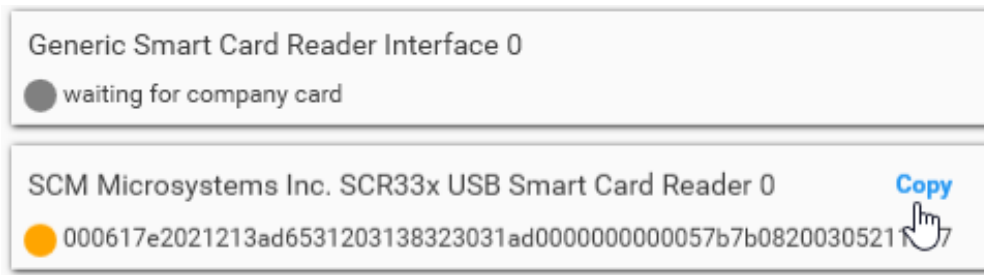 Generic Smart Card Reader Interface 0
waiting for company card
SCM Microsystems Inc. SCR33x USB Smart Card Reader 0
Copy